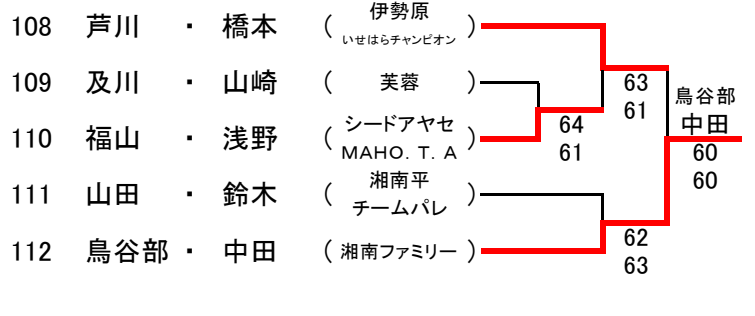 108 芦川 ・ 橋本 ( 伊勢原
いせはらチャンピオン )
109 及川 ・ 山崎 ( 芙蓉 )
110 福山 ・ 浅野 ( シードアヤセ
MAHO. T. A )
111 山田 ・ 鈴木 ( 湘南平
チームパレ )
112 鳥谷部 ・ 中田 ( 湘南ファミリー )
64
61
63
61
62
63
鳥谷部
中田
60
60